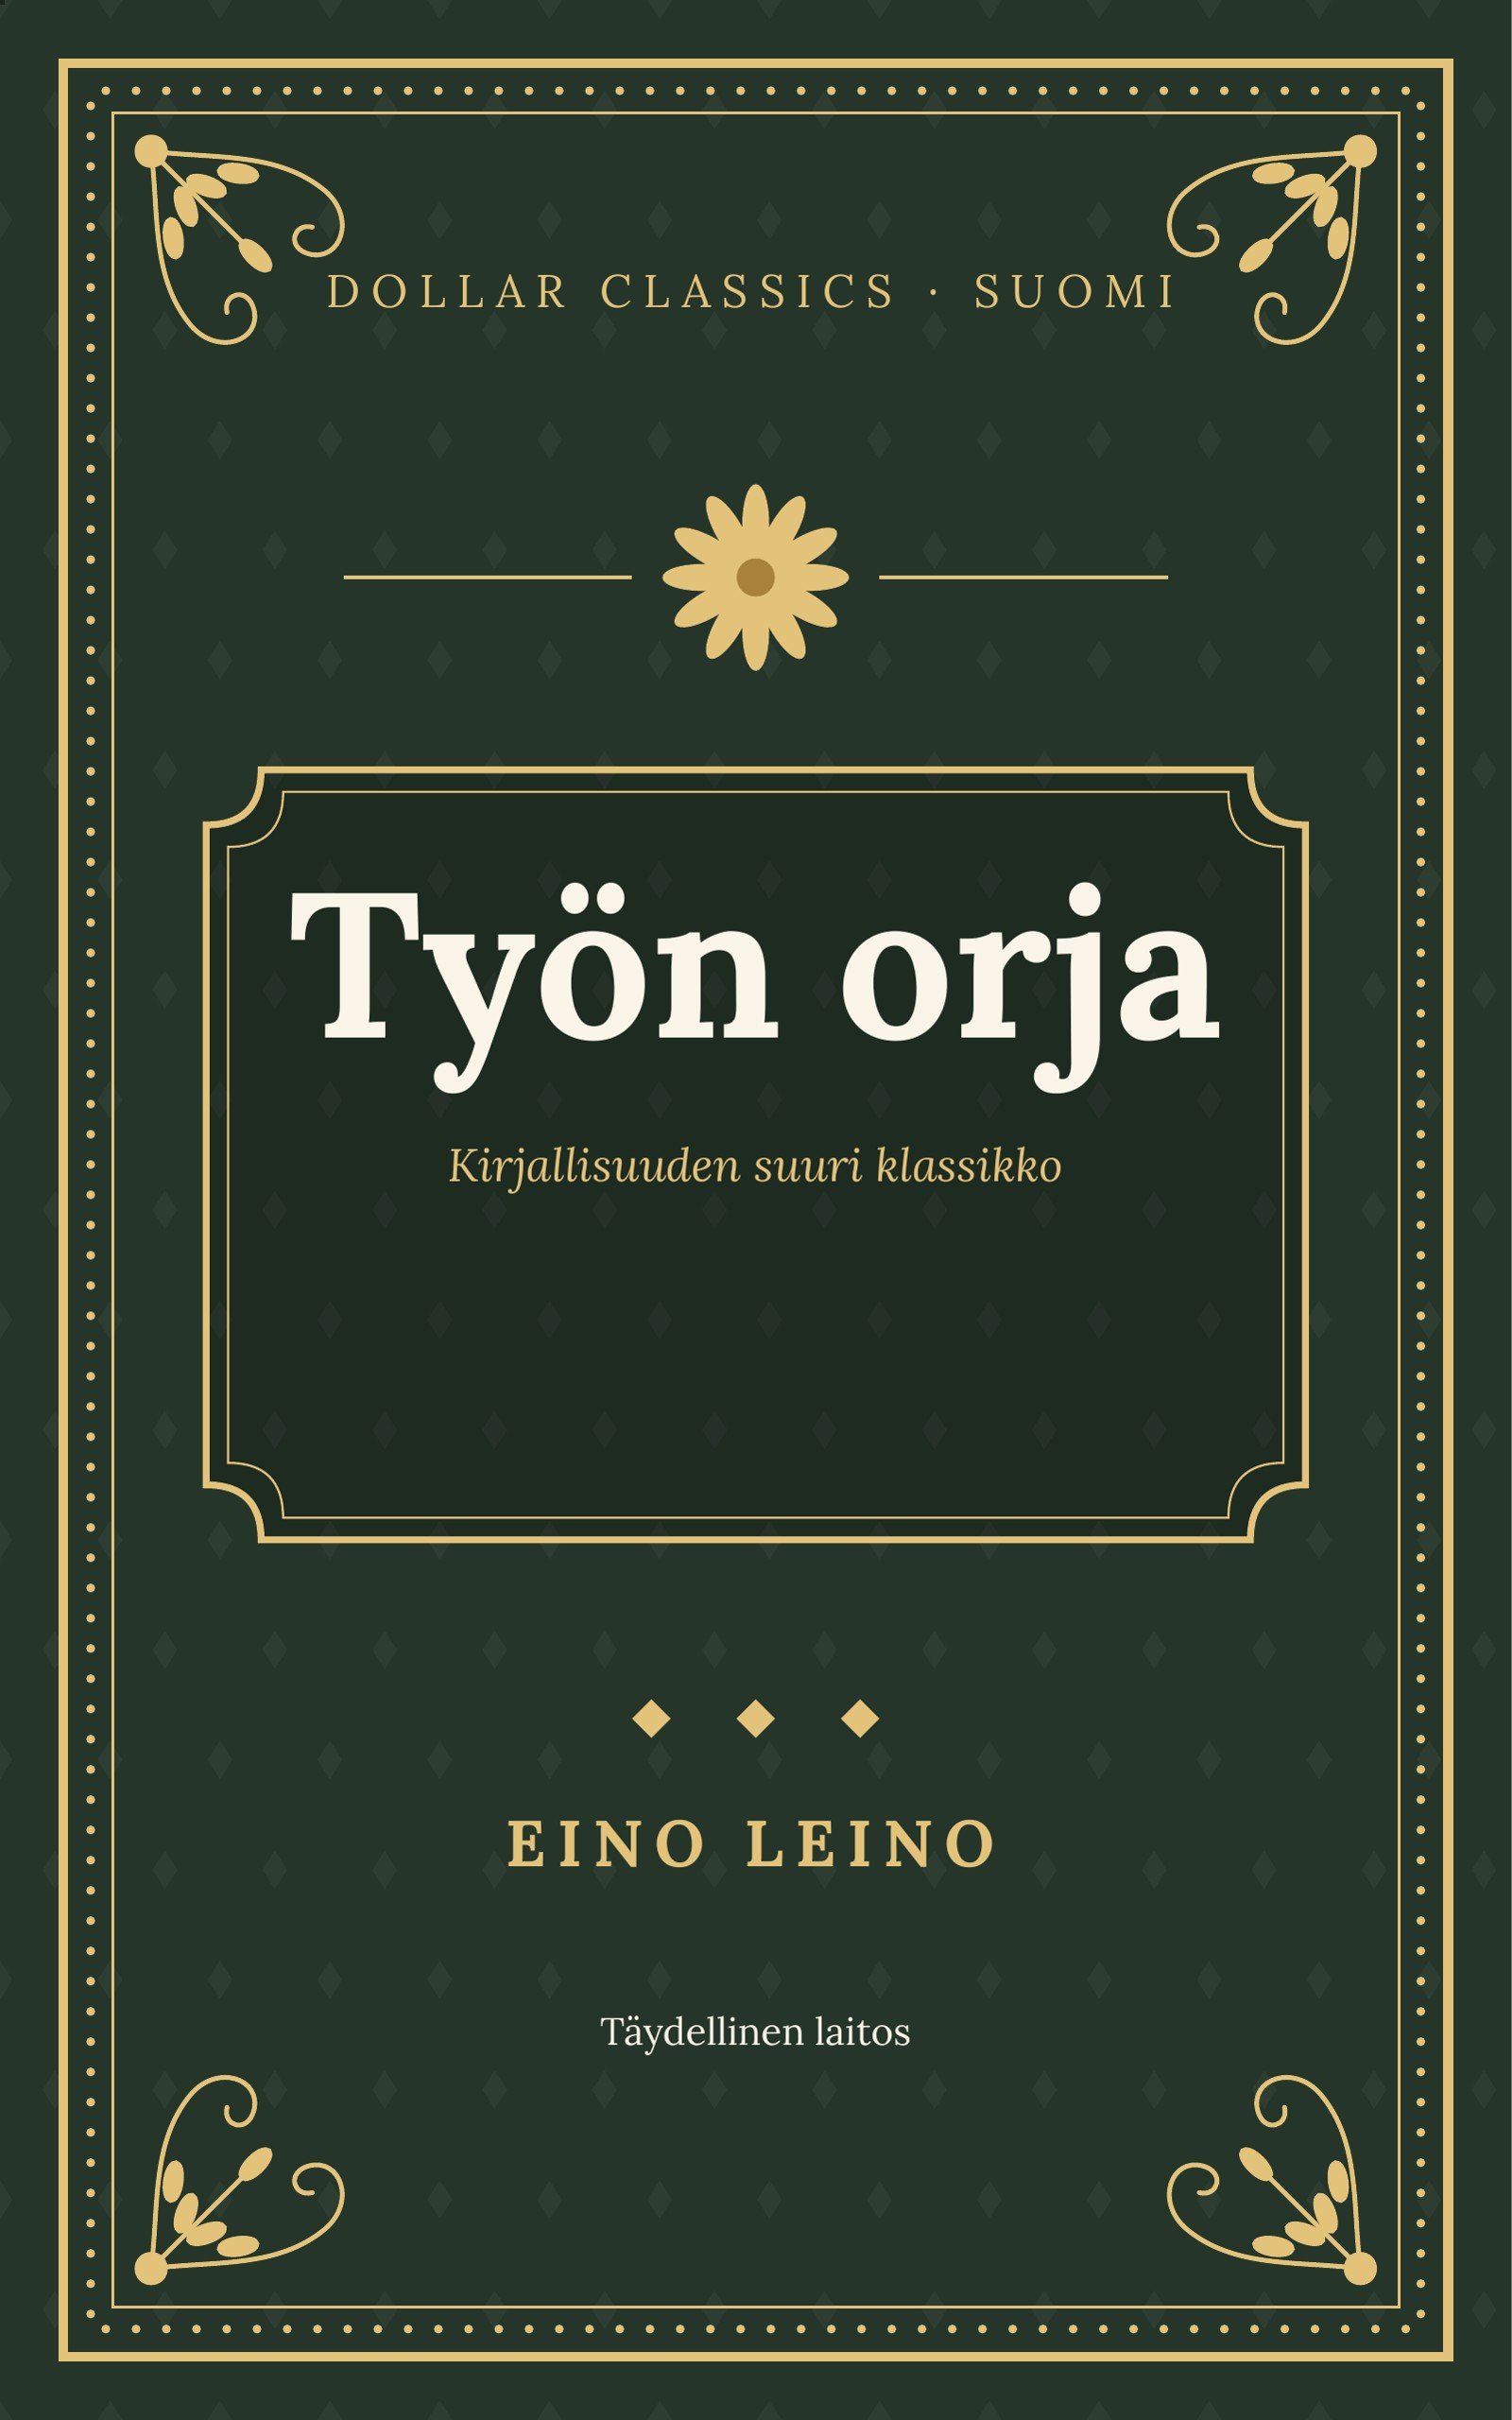 DOLLAR CLASSICS · SUOMI
Työn orja
Kirjallisuuden suuri klassikko
EINO LEINO
Täydellinen laitos